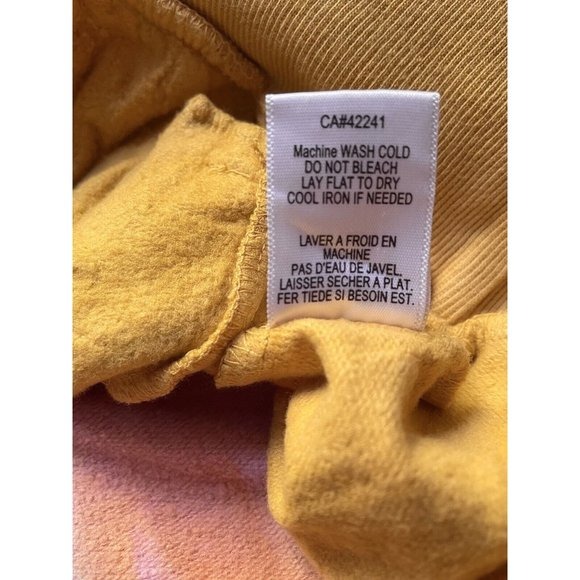 CA#42241
Machine WASH COLD
DO NOT BLEACH
LAY FLAT TO DRY
COOL IRON IF NEEDED
LAVER A FROID EN
MACHINE
PAS D'EAU DE JAVEL.
LAISSER SECHER A PLAT.
FER TIEDE SI BESOIN EST.